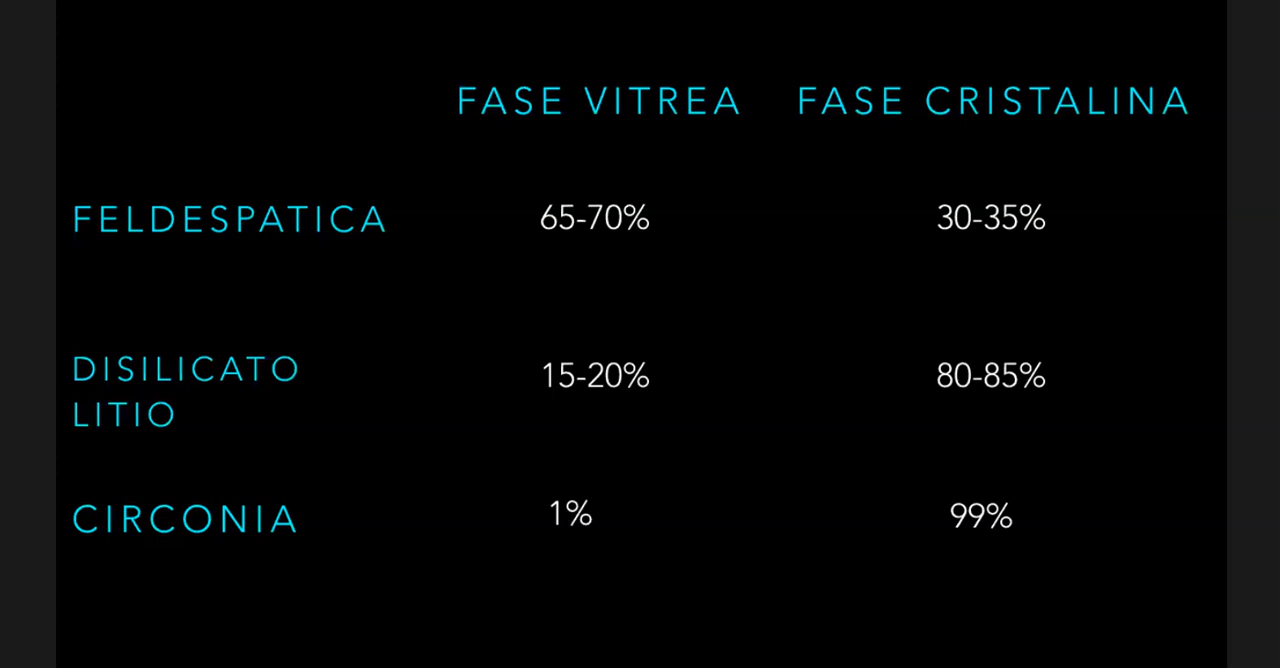 FASE VITREA FASE CRISTALINA
FELDESPATICA 65-70% 30-35%
DISILICATO 15-20% 80-85%
LITIO
CIRCONIA 1% 99%